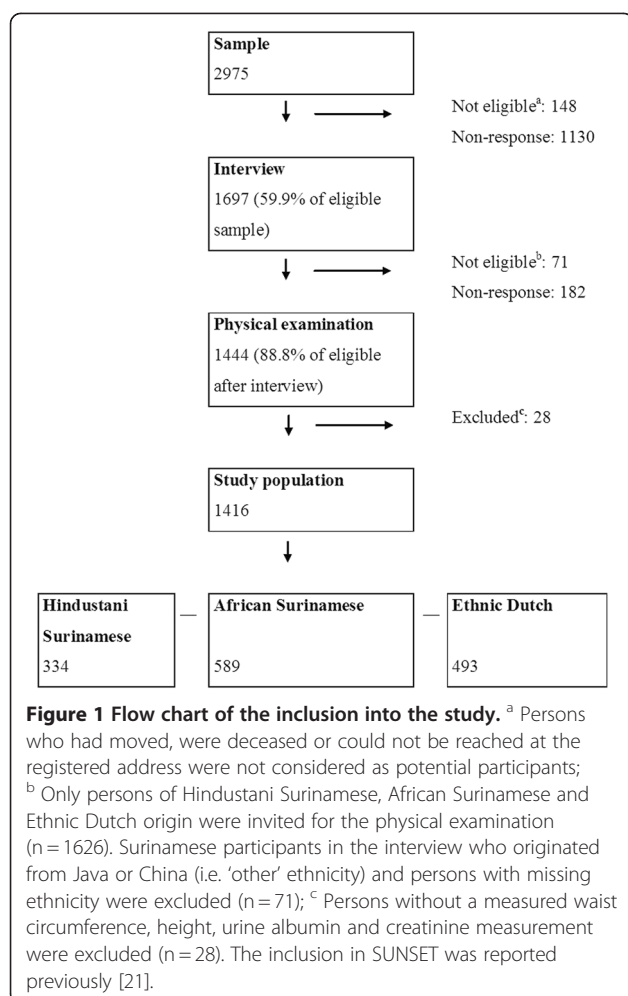 Sample
2975
Not eligibleᵃ: 148
Non-response: 1130
Interview
1697 (59.9% of eligible
sample)
Not eligibleᵇ: 71
Non-response: 182
Physical examination
1444 (88.8% of eligible
after interview)
Excludedᶜ: 28
Study population
1416
Hindustani
Surinamese
334
African Surinamese
589
Ethnic Dutch
493
Figure 1 Flow chart of the inclusion into the study. ᵃ Persons
who had moved, were deceased or could not be reached at the
registered address were not considered as potential participants;
ᵇ Only persons of Hindustani Surinamese, African Surinamese and
Ethnic Dutch origin were invited for the physical examination
(n = 1626). Surinamese participants in the interview who originated
from Java or China (i.e. ‘other’ ethnicity) and persons with missing
ethnicity were excluded (n = 71); ᶜ Persons without a measured waist
circumference, height, urine albumin and creatinine measurement
were excluded (n = 28). The inclusion in SUNSET was reported
previously [21].